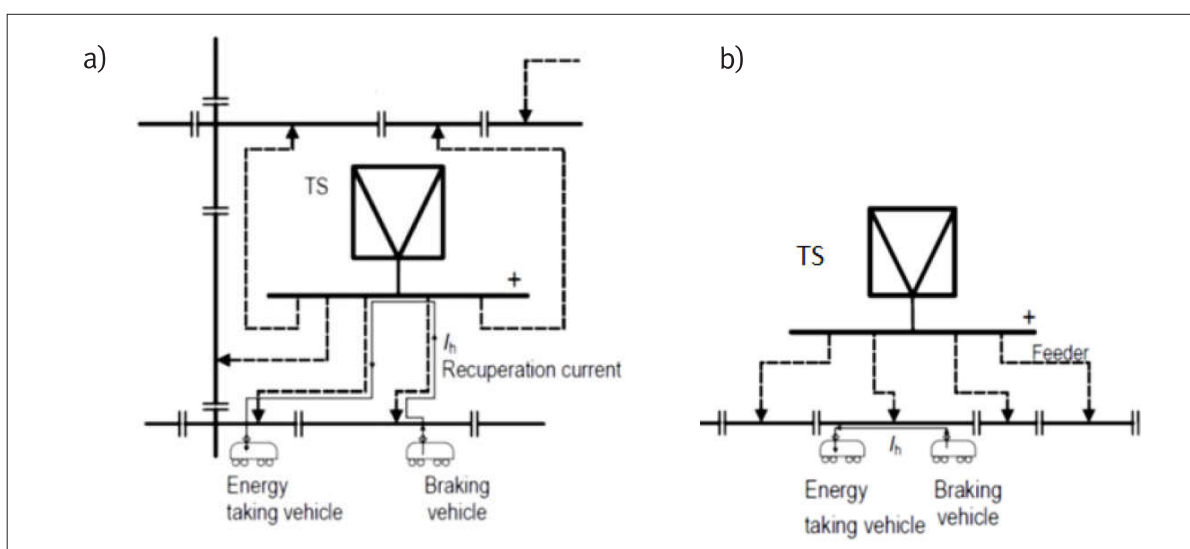 a)
TS
+
Ih
Recuperation current
Energy
taking vehicle
Braking
vehicle
b)
TS
+
Feeder
Ih
Energy
taking vehicle
Braking
vehicle